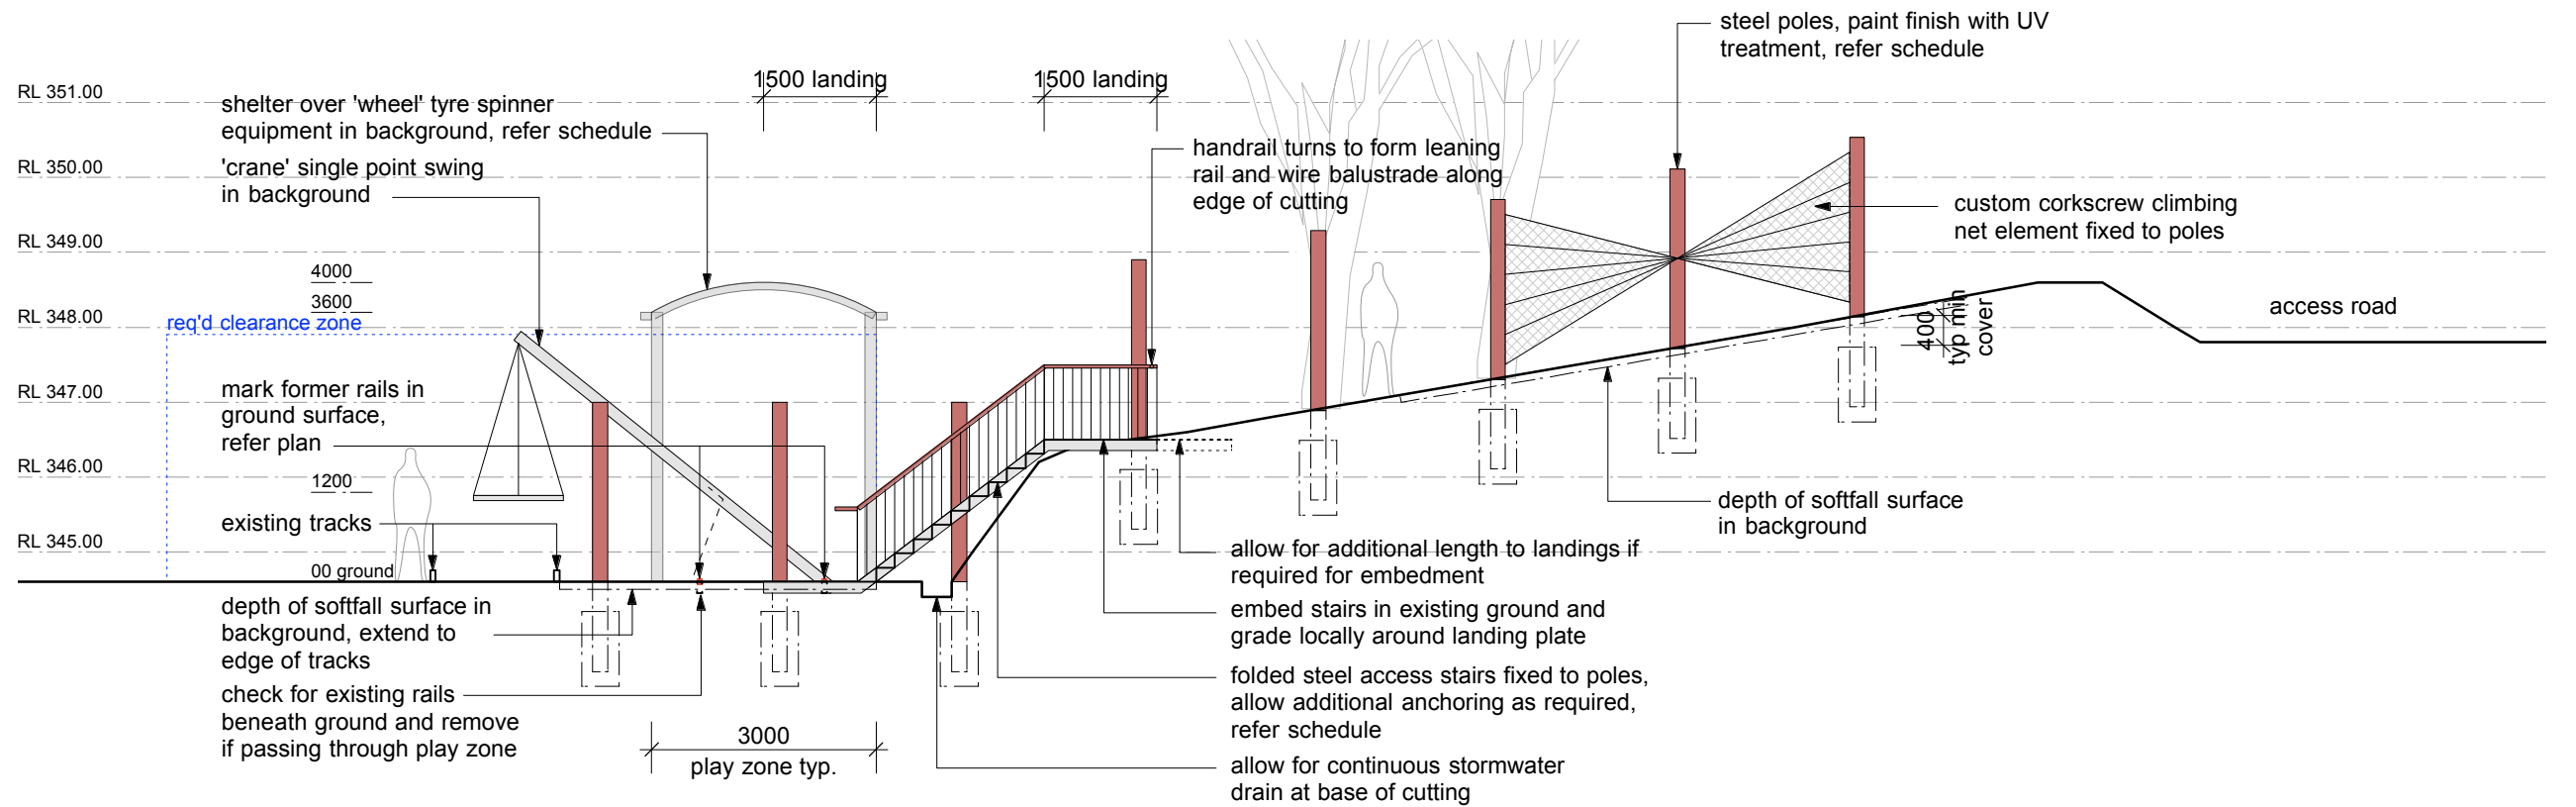 steel poles, paint finish with UV
treatment, refer schedule
1500 landing
1500 landing
RL 351.00
shelter over 'wheel' tyre spinner
equipment in background, refer schedule
'crane' single point swing
in background
RL 350.00
handrail turns to form leaning
rail and wire balustrade along
edge of cutting
custom corkscrew climbing
net element fixed to poles
RL 349.00
4000
3600
RL 348.00
req'd clearance zone
400
typ min
cover
access road
mark former rails in
ground surface,
refer plan
RL 347.00
RL 346.00
1200
existing tracks
depth of softfall surface
in background
RL 345.00
00 ground
allow for additional length to landings if
required for embedment
depth of softfall surface in
background, extend to
edge of tracks
embed stairs in existing ground and
grade locally around landing plate
check for existing rails
beneath ground and remove
if passing through play zone
folded steel access stairs fixed to poles,
allow additional anchoring as required,
refer schedule
3000
play zone typ.
allow for continuous stormwater
drain at base of cutting